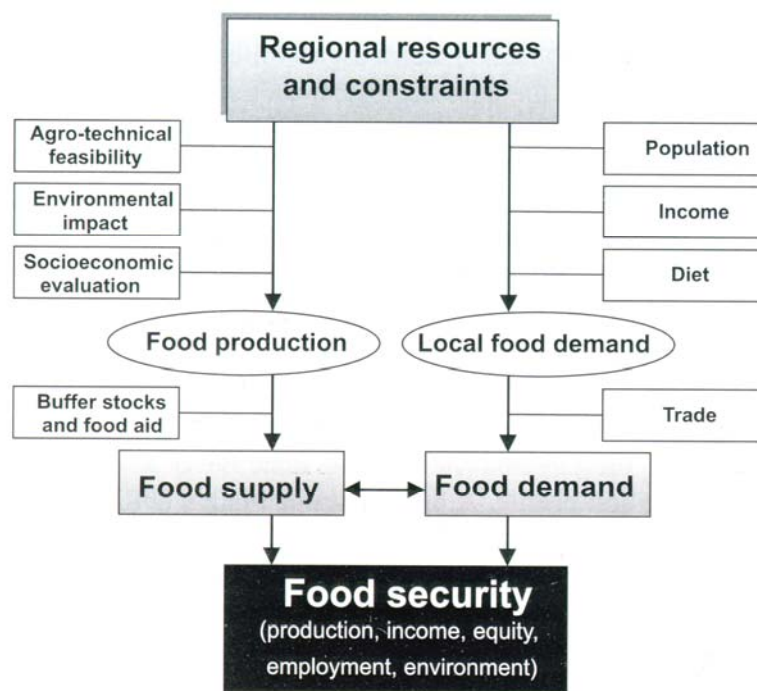 Regional resources
and constraints
Agro-technical
feasibility
Population
Environmental
impact
Income
Socioeconomic
evaluation
Diet
Food production
Local food demand
Buffer stocks
and food aid
Trade
Food supply
Food demand
Food security
(production, income, equity,
employment, environment)